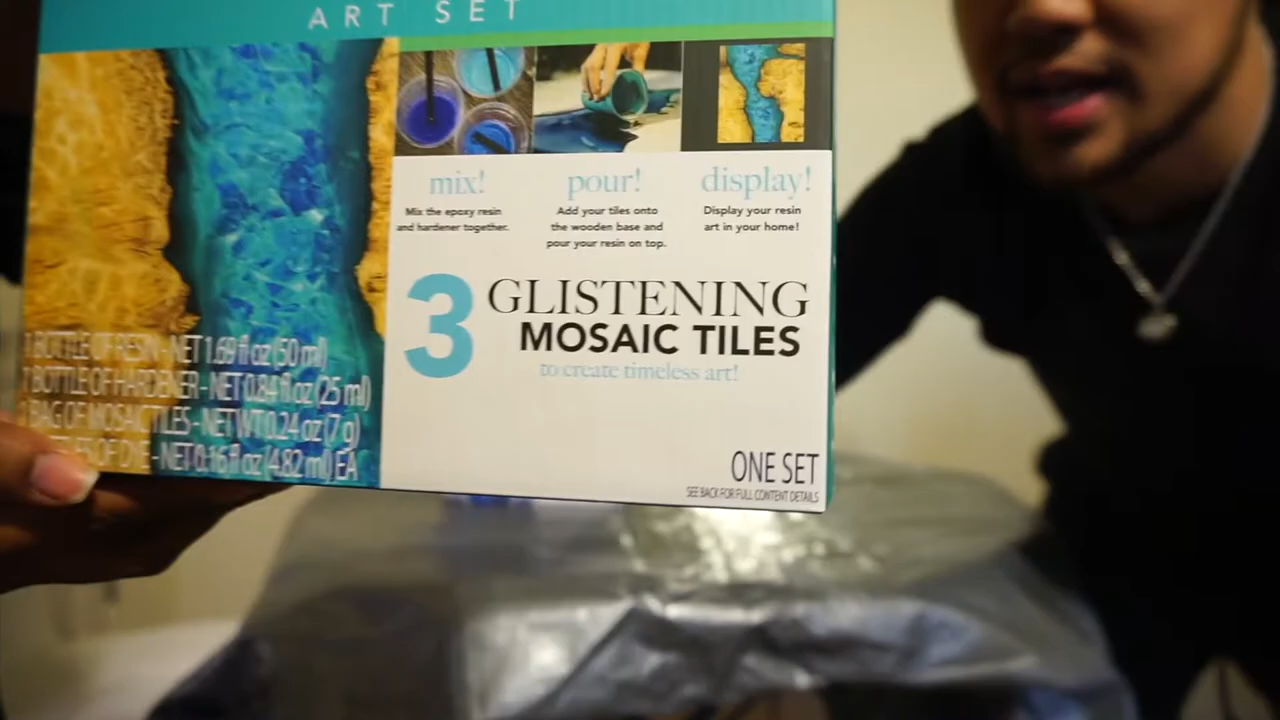 ART SET
mix!
Mix the epoxy resin
and hardener together.
pour!
Add your tiles onto
the wooden base and
pour your resin on top.
display!
Display your resin
art in your home!
3 GLISTENING
MOSAIC TILES
to create timeless art!
1 BOTTLE OF RESIN - NET 1.69 fl oz (50 ml)
1 BOTTLE OF HARDENER - NET 0.84 fl oz (25 ml)
BAG OF MOSAIC TILES - NET WT 0.24 oz (7 g)
OF DYE - NET 0.16 fl oz (4.82 ml) EA
ONE SET
SEE BACK FOR FULL CONTENT DETAILS